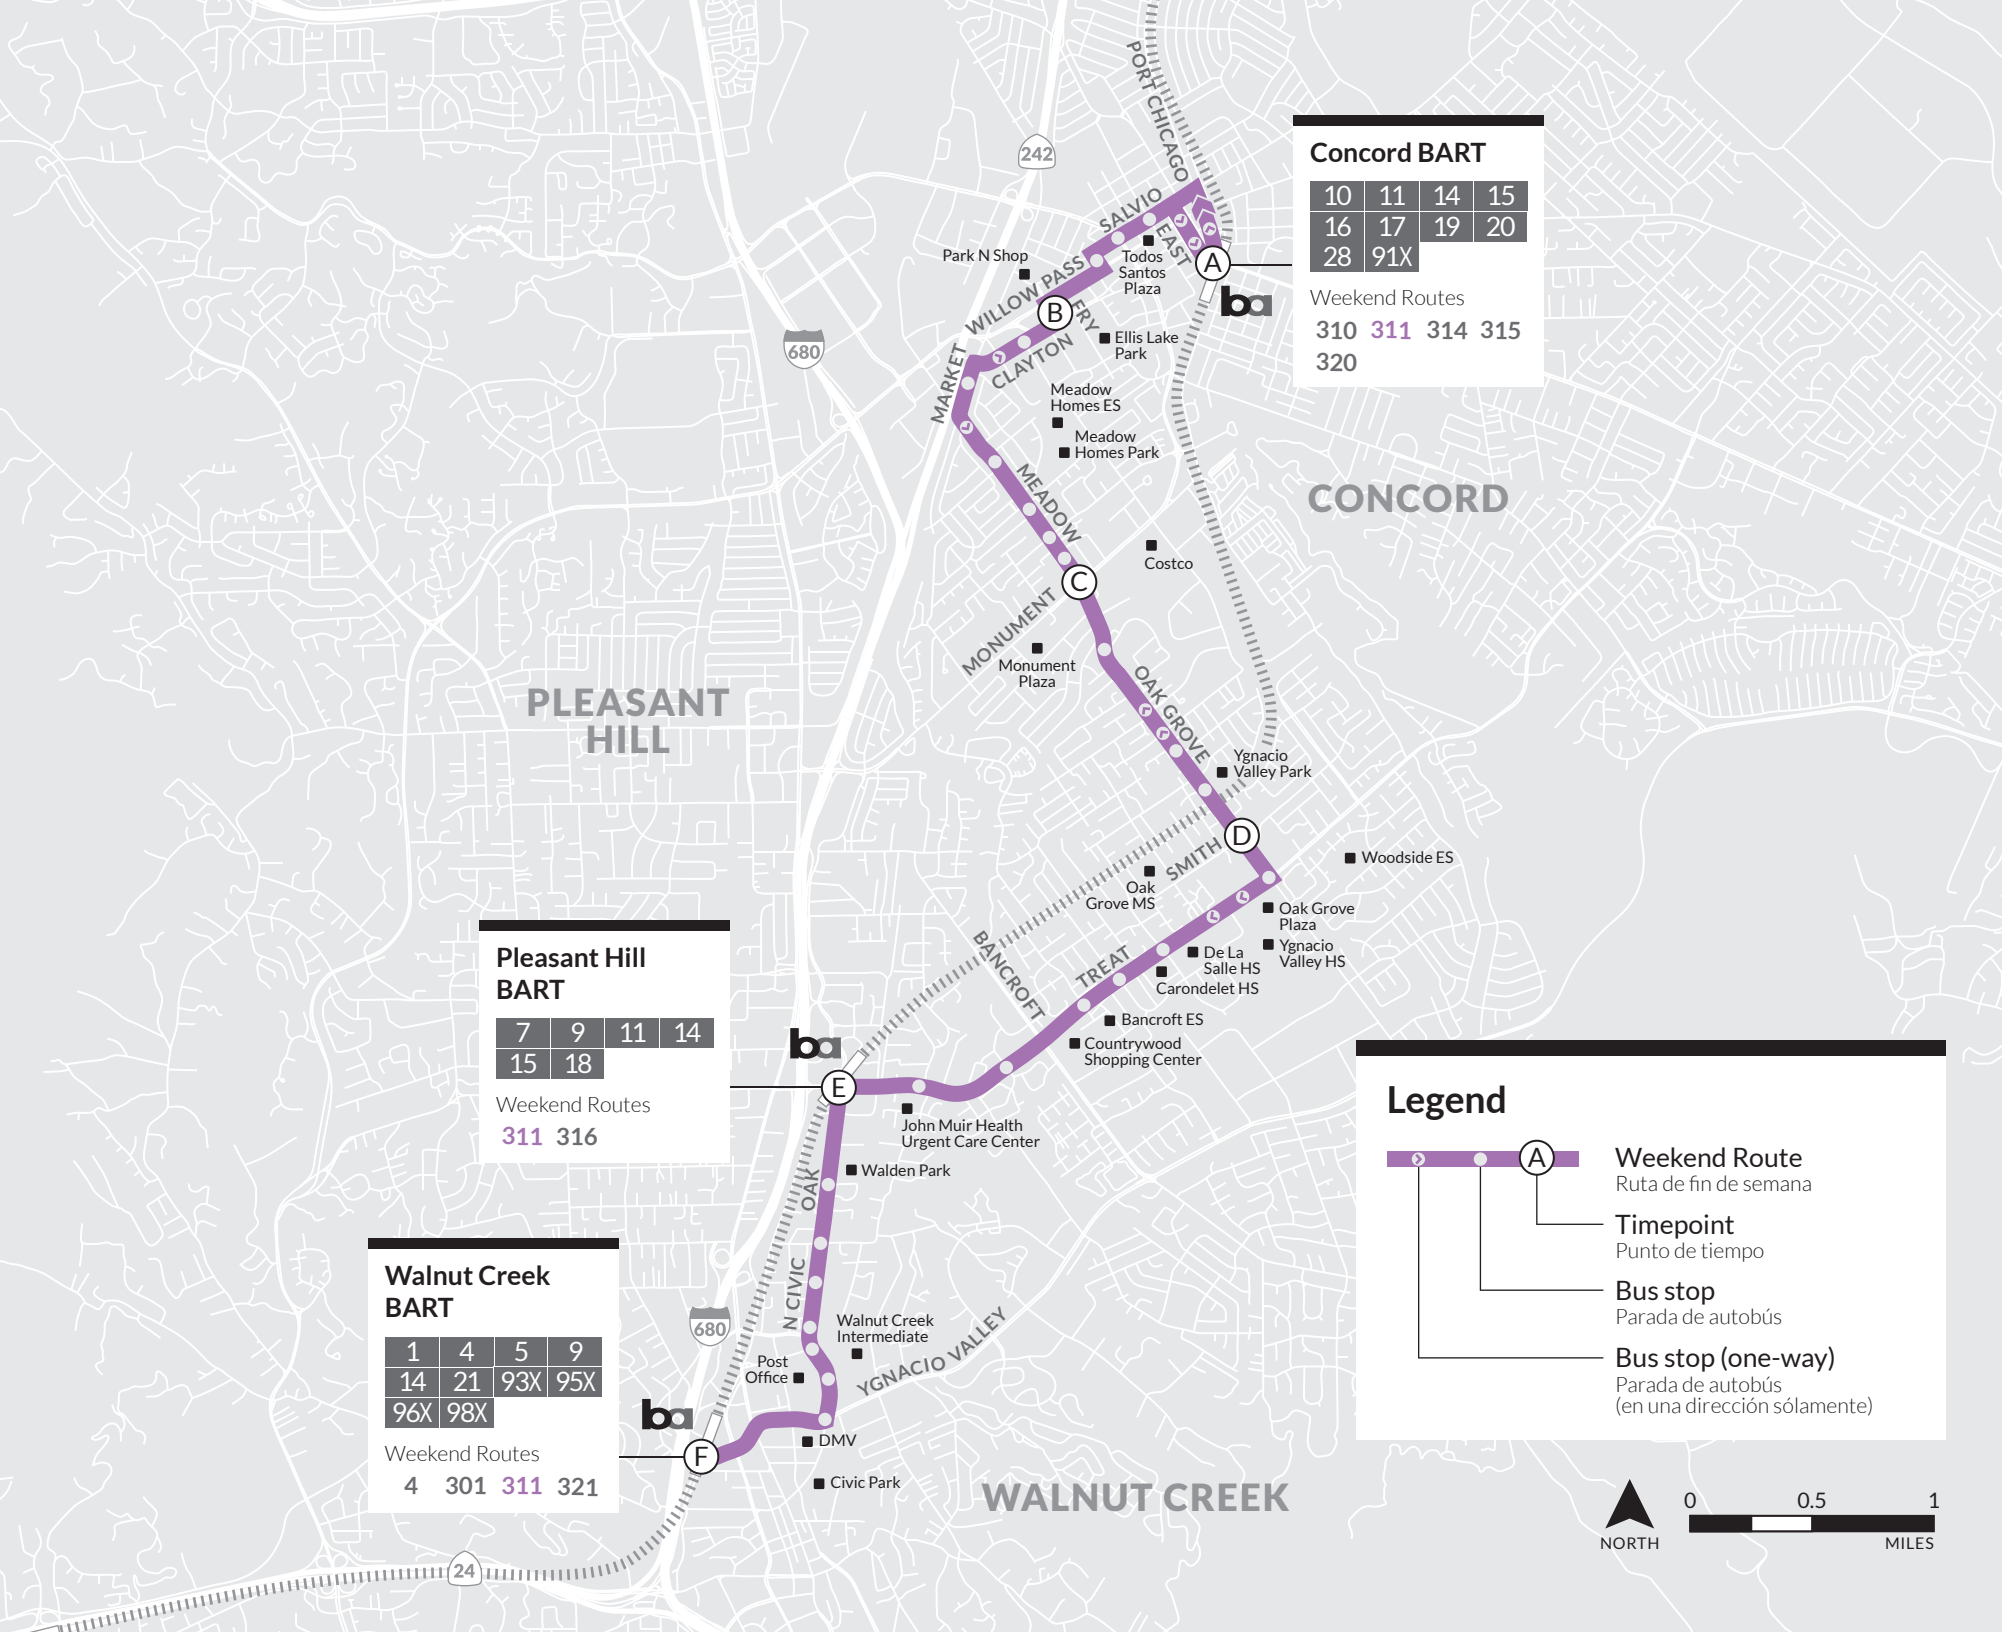 PORT CHICAGO
242
Concord BART
10 11 14 15
16 17 19 20
28 91X
Weekend Routes
310 311 314 315
320
SALVIO
EAST
A
Todos
Santos
Plaza
Park N Shop
WILLOW PASS
B
FRY
ba
Ellis Lake
Park
CLAYTON
680
MARKET
Meadow
Homes ES
Meadow
Homes Park
MEADOW
CONCORD
Costco
C
MONUMENT
Monument
Plaza
PLEASANT
HILL
OAK GROVE
Ygnacio
Valley Park
D
SMITH
Woodside ES
Oak
Grove MS
Oak Grove
Plaza
Ygnacio
Valley HS
BANCROFT
TREAT
De La
Salle HS
Carondelet HS
Bancroft ES
Countrywood
Shopping Center
Pleasant Hill
BART
7 9 11 14
15 18
Weekend Routes
311 316
ba
E
John Muir Health
Urgent Care Center
Walden Park
OAK
N CIVIC
Walnut Creek
BART
1 4 5 9
14 21 93X 95X
96X 98X
Weekend Routes
4 301 311 321
680
Walnut Creek
Intermediate
Post
Office
YGNACIO VALLEY
ba
F
DMV
Civic Park
WALNUT CREEK
24
Legend
A
Weekend Route
Ruta de fin de semana
Timepoint
Punto de tiempo
Bus stop
Parada de autobús
Bus stop (one-way)
Parada de autobús
(en una dirección sólamente)
NORTH
0 0.5 1
MILES